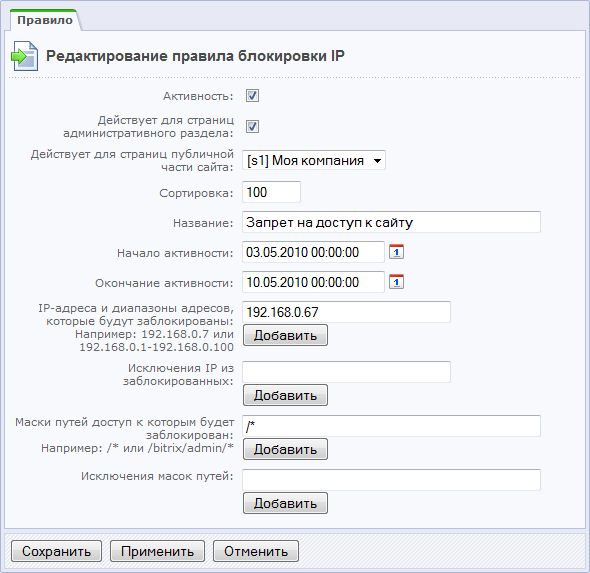 Правило
Редактирование правила блокировки IP
Активность:
Действует для страниц
административного раздела:
Действует для страниц публичной
части сайта:
[s1] Моя компания
Сортировка:
100
Название:
Запрет на доступ к сайту
Начало активности:
03.05.2010 00:00:00
1
Окончание активности:
10.05.2010 00:00:00
1
IP-адреса и диапазоны адресов,
которые будут заблокированы:
Например: 192.168.0.7 или
192.168.0.1-192.168.0.100
192.168.0.67
Добавить
Исключения IP из
заблокированных:
Добавить
Маски путей доступ к которым будет
заблокирован:
Например: /* или /bitrix/admin/*
/*
Добавить
Исключения масок путей:
Добавить
Сохранить
Применить
Отменить